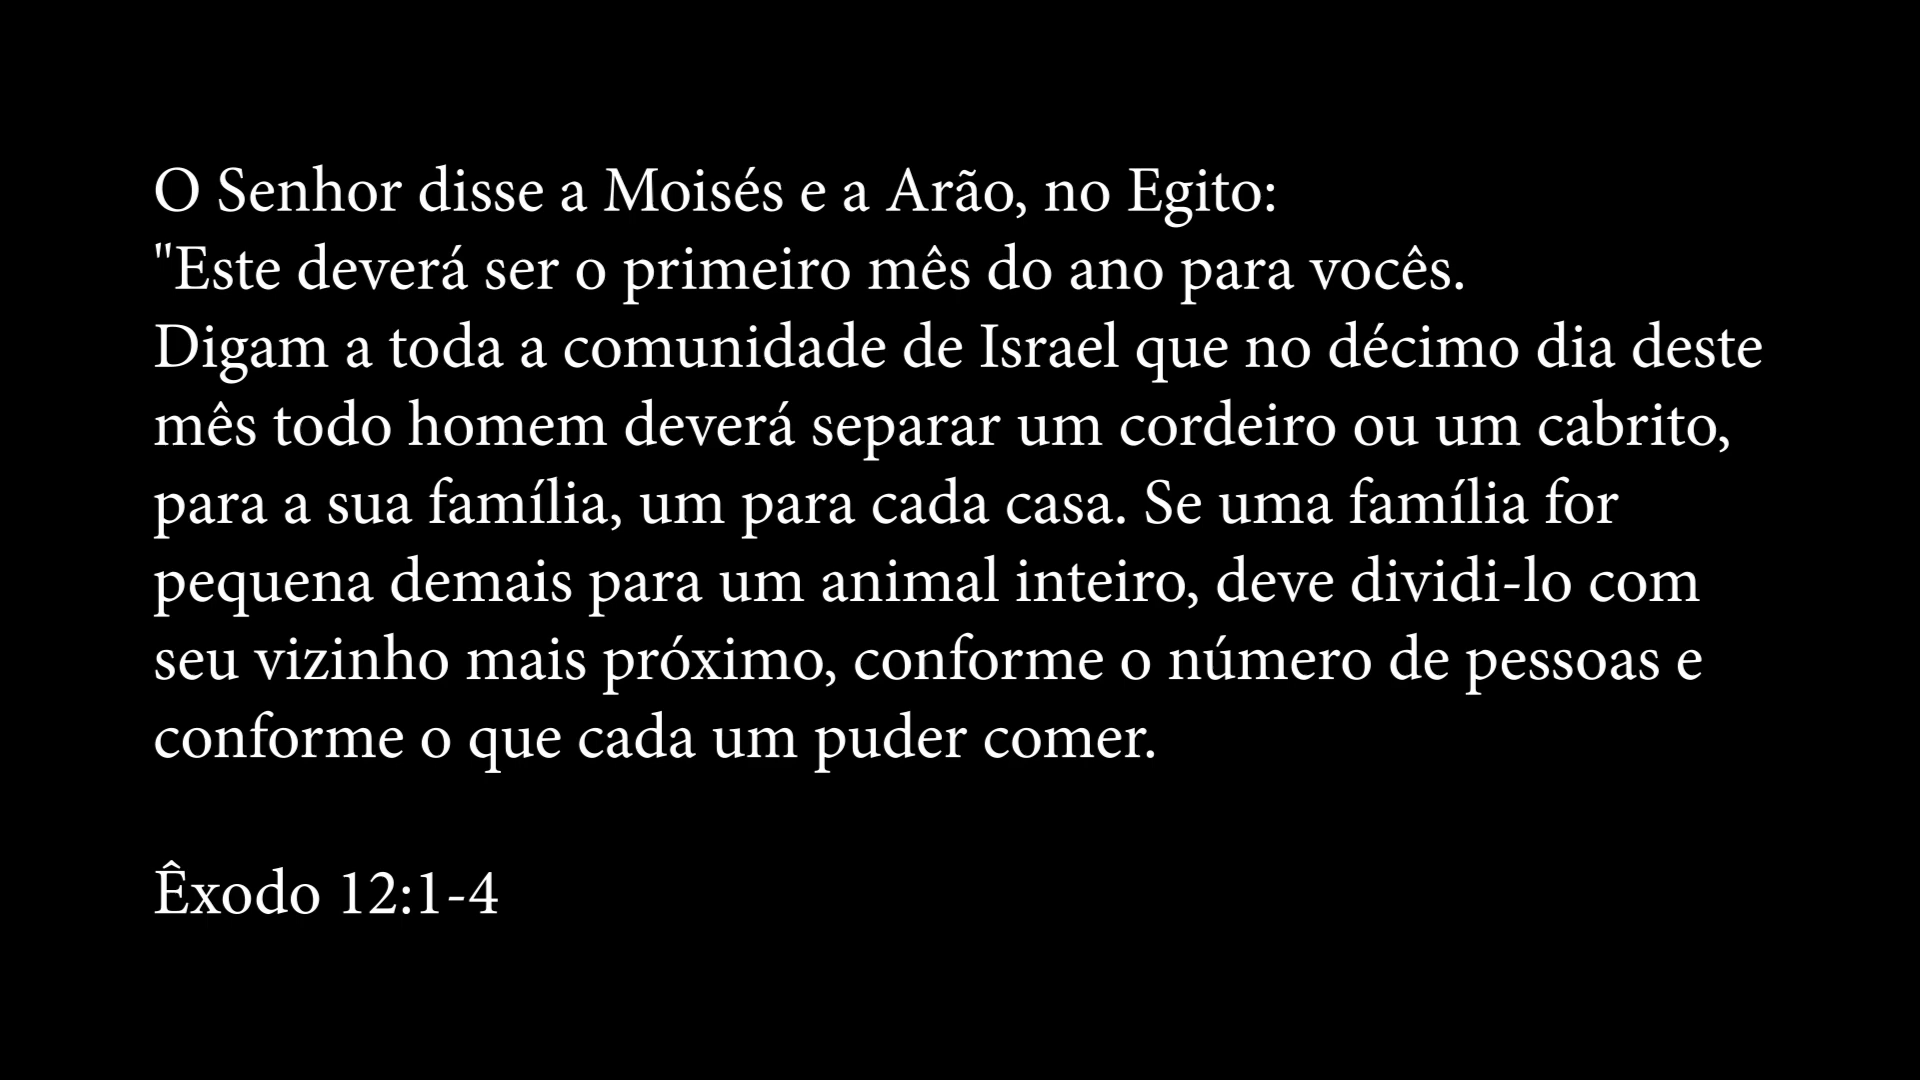 O Senhor disse a Moisés e a Arão, no Egito:
"Este deverá ser o primeiro mês do ano para vocês.
Digam a toda a comunidade de Israel que no décimo dia deste
mês todo homem deverá separar um cordeiro ou um cabrito,
para a sua família, um para cada casa. Se uma família for
pequena demais para um animal inteiro, deve dividi-lo com
seu vizinho mais próximo, conforme o número de pessoas e
conforme o que cada um puder comer.
Êxodo 12:1-4